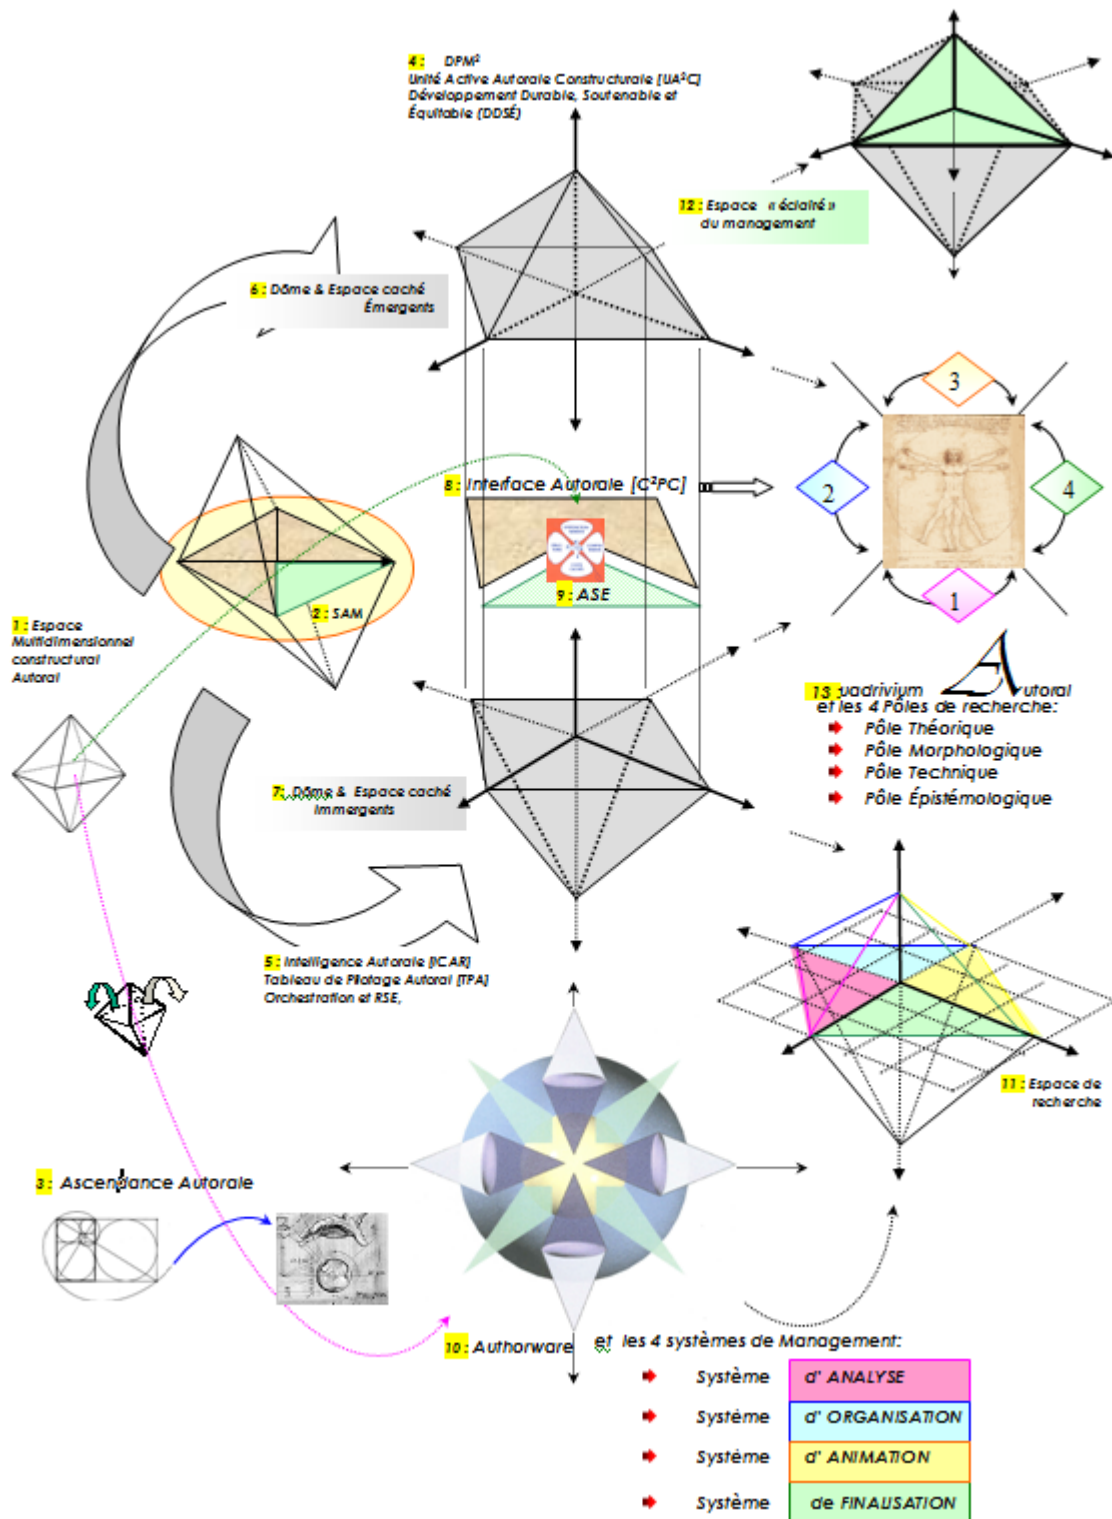 4 : DPM²
Unité Active Autorale Constructurale [UA²C]
Développement Durable, Soutenable et
Équitable (DDSÉ)
12 : Espace « éclairé »
du management
6 : Dôme & Espace caché
Émergents
3
2
4
1
8 : Interface Autorale [C²PC]
9 : ASE
2 : SAM
1 : Espace
Multidimensionnel
constructural
Autoral
13 uadrivium utoral
et les 4 Pôles de recherche:
Pôle Théorique
Pôle Morphologique
Pôle Technique
Pôle Épistémologique
7 : Dôme & Espace caché
Immergents
5 : Intelligence Autorale [ICAR]
Tableau de Pilotage Autoral [TPA]
Orchestration et RSE,
11 : Espace de
recherche
3 : Ascendance Autorale
10 : Authorware et les 4 systèmes de Management:
Système d' ANALYSE
Système d' ORGANISATION
Système d' ANIMATION
Système de FINALISATION